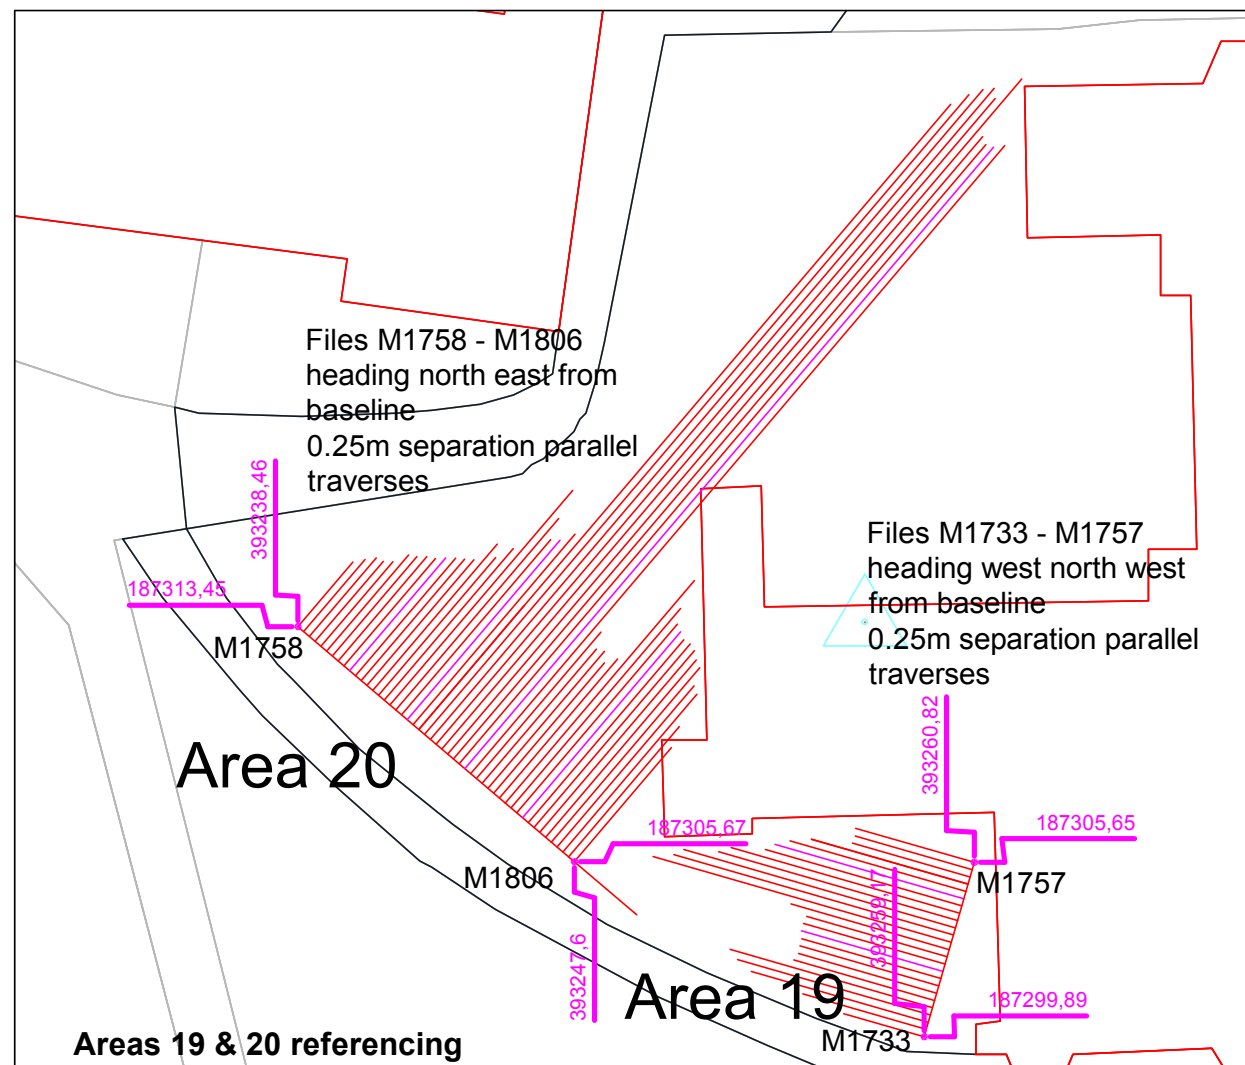 Files M1758 - M1806
heading north east from
baseline
0.25m separation parallel
traverses
393238,46
187313,45
M1758
Files M1733 - M1757
heading west north west
from baseline
0.25m separation parallel
traverses
393260,82
187305,65
M1757
Area 20
187305,67
M1806
393247,6
393259,17
Area 19
187299,89
M1733
Areas 19 & 20 referencing